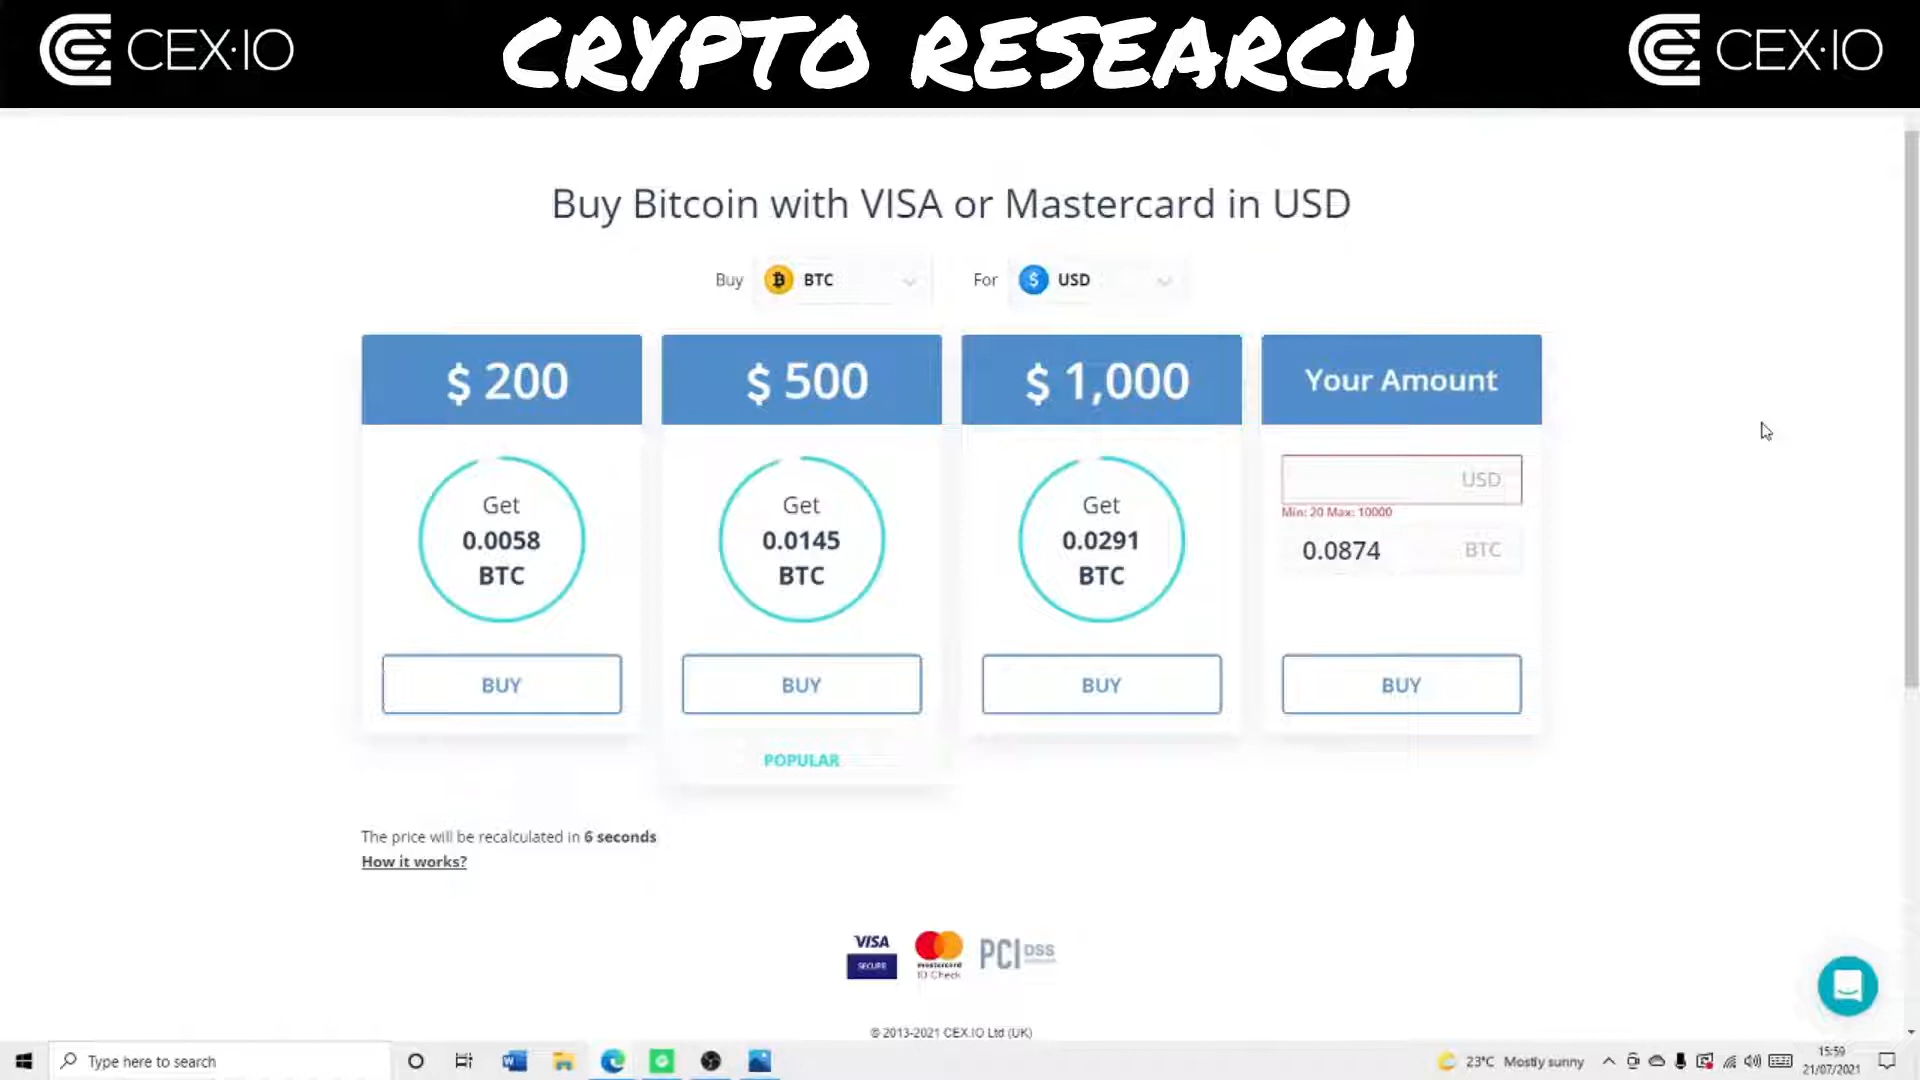 CEX.IO
CRYPTO RESEARCH
CEX.IO
Buy Bitcoin with VISA or Mastercard in USD
Buy BTC For USD
$ 200
Get
0.0058
BTC
BUY
$ 500
Get
0.0145
BTC
BUY
POPULAR
$ 1,000
Get
0.0291
BTC
BUY
Your Amount
USD
Min: 20 Max: 10000
0.0874 BTC
BUY
The price will be recalculated in 6 seconds
How it works?
VISA
SECURE
mastercard
ID Check
PCI DSS
© 2013-2021 CEX.IO Ltd (UK)
Type here to search
23°C Mostly sunny
15:59
21/07/2021